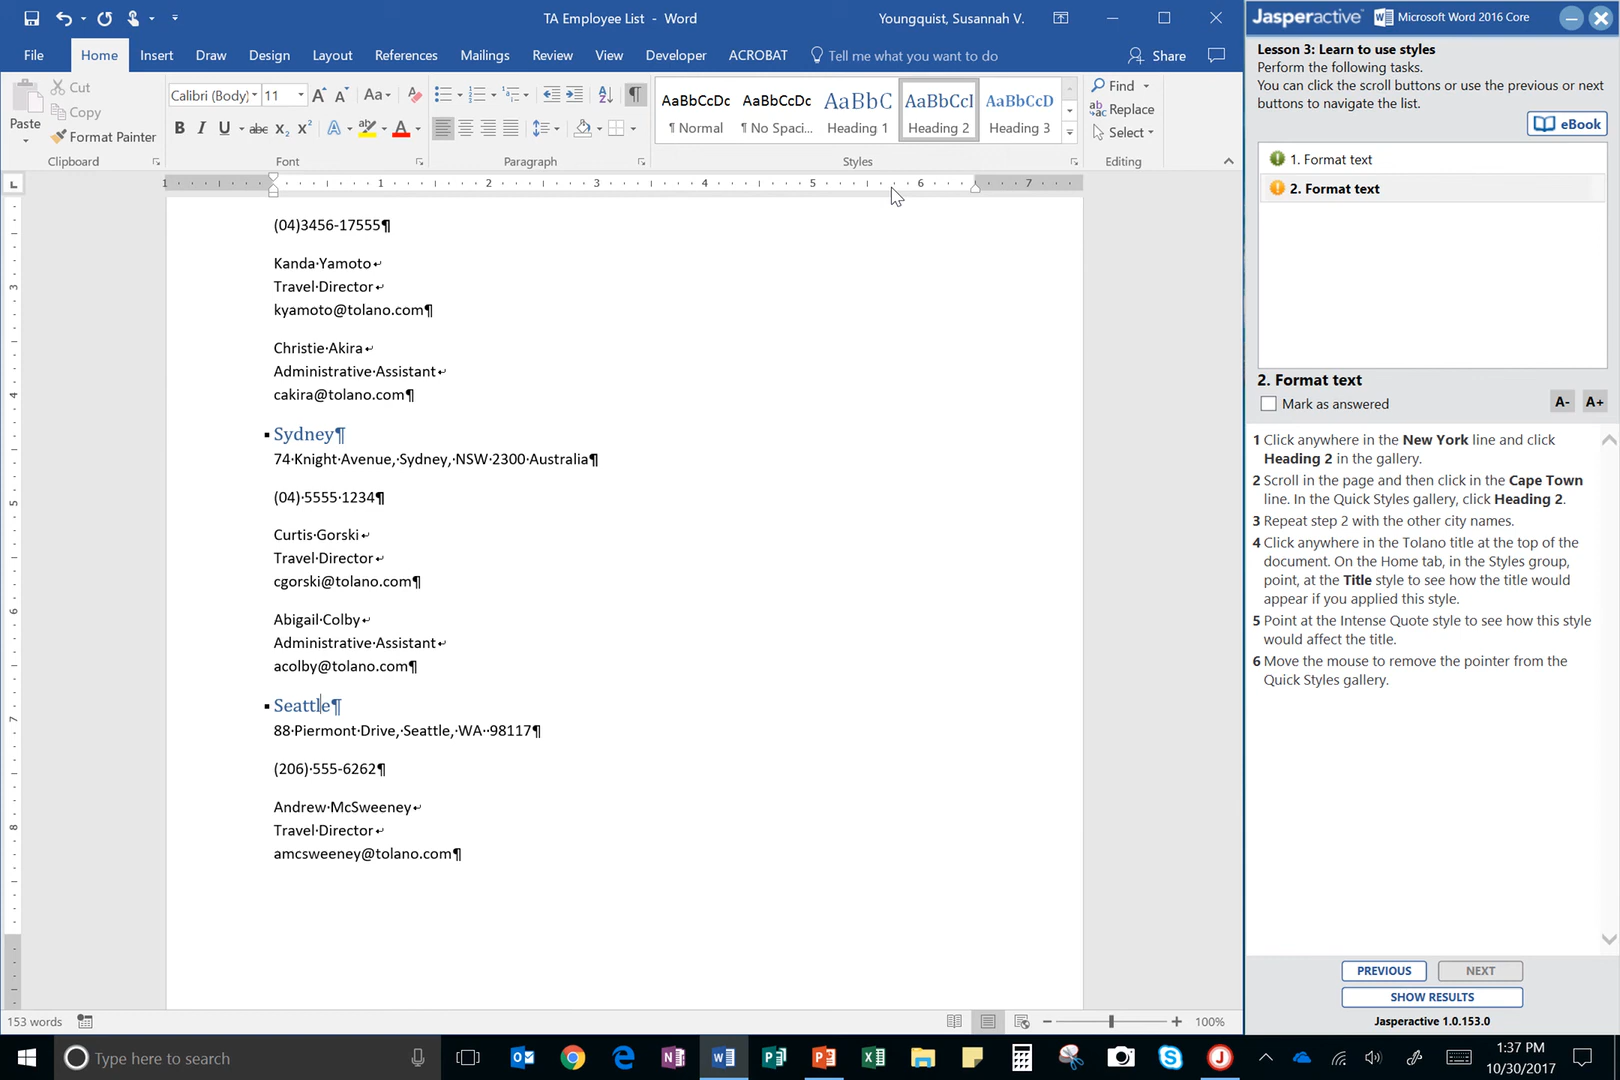 TA Employee List - Word
Youngquist, Susannah V.
File Home Insert Draw Design Layout References Mailings Review View Developer ACROBAT Tell me what you want to do Share
Paste
Cut
Copy
Format Painter
Clipboard
Calibri (Body) 11
Font
Paragraph
AaBbCcDc AaBbCcDc AaBbC AaBbCcI AaBbCcD
¶ Normal ¶ No Spaci... Heading 1 Heading 2 Heading 3
Styles
Find
Replace
Select
Editing
1 1 2 3 4 5 6 7
(04)3456-17555¶
Kanda·Yamoto↵
Travel·Director↵
kyamoto@tolano.com¶
Christie·Akira↵
Administrative·Assistant↵
cakira@tolano.com¶
Sydney¶
74·Knight·Avenue,·Sydney,·NSW·2300·Australia¶
(04)·5555·1234¶
Curtis·Gorski↵
Travel·Director↵
cgorski@tolano.com¶
Abigail·Colby↵
Administrative·Assistant↵
acolby@tolano.com¶
Seattle¶
88·Piermont·Drive,·Seattle,·WA··98117¶
(206)·555-6262¶
Andrew·McSweeney↵
Travel·Director↵
amcsweeney@tolano.com¶
3
4
5
6
7
8
153 words
100%
Jasperactive Microsoft Word 2016 Core
Lesson 3: Learn to use styles
Perform the following tasks.
You can click the scroll buttons or use the previous or next
buttons to navigate the list.
eBook
1. Format text
2. Format text
2. Format text
Mark as answered
A- A+
1 Click anywhere in the New York line and click
Heading 2 in the gallery.
2 Scroll in the page and then click in the Cape Town
line. In the Quick Styles gallery, click Heading 2.
3 Repeat step 2 with the other city names.
4 Click anywhere in the Tolano title at the top of the
document. On the Home tab, in the Styles group,
point, at the Title style to see how the title would
appear if you applied this style.
5 Point at the Intense Quote style to see how this style
would affect the title.
6 Move the mouse to remove the pointer from the
Quick Styles gallery.
PREVIOUS NEXT
SHOW RESULTS
Jasperactive 1.0.153.0
Type here to search
1:37 PM
10/30/2017